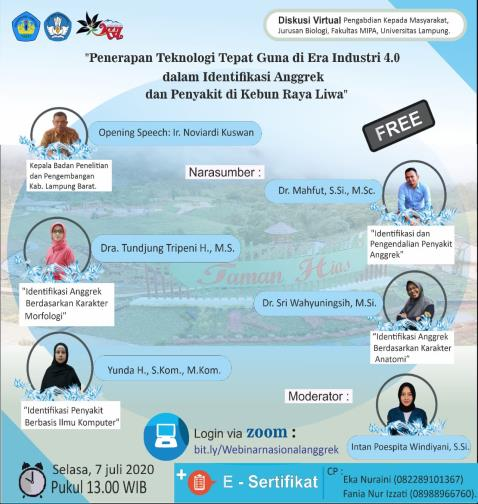 Diskusi Virtual Pengabdian Kepada Masyarakat,
Jurusan Biologi, Fakultas MIPA, Universitas Lampung.
"Penerapan Teknologi Tepat Guna di Era Industri 4.0
dalam Identifikasi Anggrek
dan Penyakit di Kebun Raya Liwa"
FREE
Opening Speech: Ir. Noviardi Kuswan
Kepala Badan Penelitian
dan Pengembangan
Kab. Lampung Barat.
Narasumber :
Dr. Mahfut, S.Si., M.Sc.
"Identifikasi dan
Pengendalian Penyakit
Anggrek"
Dra. Tundjung Tripeni H., M.S.
"Identifikasi Anggrek
Berdasarkan Karakter
Morfologi"
Taman Hias
Dr. Sri Wahyuningsih, M.Si.
"Identifikasi Anggrek
Berdasarkan Karakter
Anatomi"
Yunda H., S.Kom., M.Kom.
"Identifikasi Penyakit
Berbasis Ilmu Komputer"
Moderator :
Intan Poespita Windiyani, S.Si.
Login via zoom :
bit.ly/Webinarnasionalanggrek
Selasa, 7 juli 2020
Pukul 13.00 WIB
+ E - Sertifikat
CP :
Eka Nuraini (082289101367)
Fania Nur Izzati (0898896760).